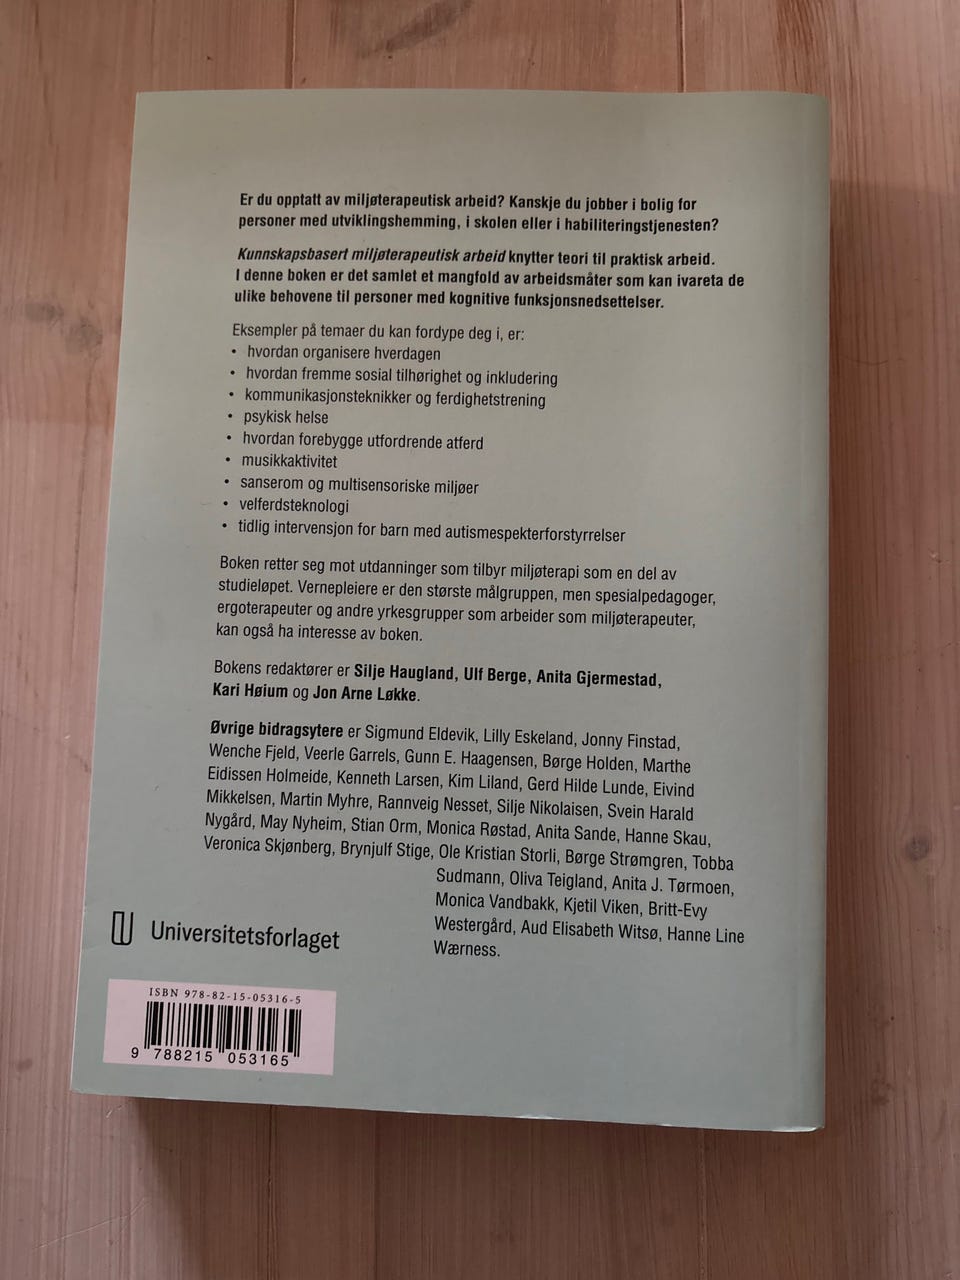 Er du opptatt av miljøterapeutisk arbeid? Kanskje du jobber i bolig for
personer med utviklingshemming, i skolen eller i habiliteringstjenesten?
Kunnskapsbasert miljøterapeutisk arbeid knytter teori til praktisk arbeid.
I denne boken er det samlet et mangfold av arbeidsmåter som kan ivareta de
ulike behovene til personer med kognitive funksjonsnedsettelser.
Eksempler på temaer du kan fordype deg i, er:
• hvordan organisere hverdagen
• hvordan fremme sosial tilhørighet og inkludering
• kommunikasjonsteknikker og ferdighetstrening
• psykisk helse
• hvordan forebygge utfordrende atferd
• musikkaktivitet
• sanserom og multisensoriske miljøer
• velferdsteknologi
• tidlig intervensjon for barn med autismespekterforstyrrelser
Boken retter seg mot utdanninger som tilbyr miljøterapi som en del av
studieløpet. Vernepleiere er den største målgruppen, men spesialpedagoger,
ergoterapeuter og andre yrkesgrupper som arbeider som miljøterapeuter,
kan også ha interesse av boken.
Bokens redaktører er Silje Haugland, Ulf Berge, Anita Gjermestad,
Kari Høium og Jon Arne Løkke.
Øvrige bidragsytere er Sigmund Eldevik, Lilly Eskeland, Jonny Finstad,
Wenche Fjeld, Veerle Garrels, Gunn E. Haagensen, Børge Holden, Marthe
Eidissen Holmeide, Kenneth Larsen, Kim Liland, Gerd Hilde Lunde, Eivind
Mikkelsen, Martin Myhre, Rannveig Nesset, Silje Nikolaisen, Svein Harald
Nygård, May Nyheim, Stian Orm, Monica Røstad, Anita Sande, Hanne Skau,
Veronica Skjønberg, Brynjulf Stige, Ole Kristian Storli, Børge Strømgren, Tobba
Sudmann, Oliva Teigland, Anita J. Tørmoen,
Monica Vandbakk, Kjetil Viken, Britt-Evy
Westergård, Aud Elisabeth Witsø, Hanne Line
Wærness.
Universitetsforlaget
ISBN 978-82-15-05316-5
9 788215 053165